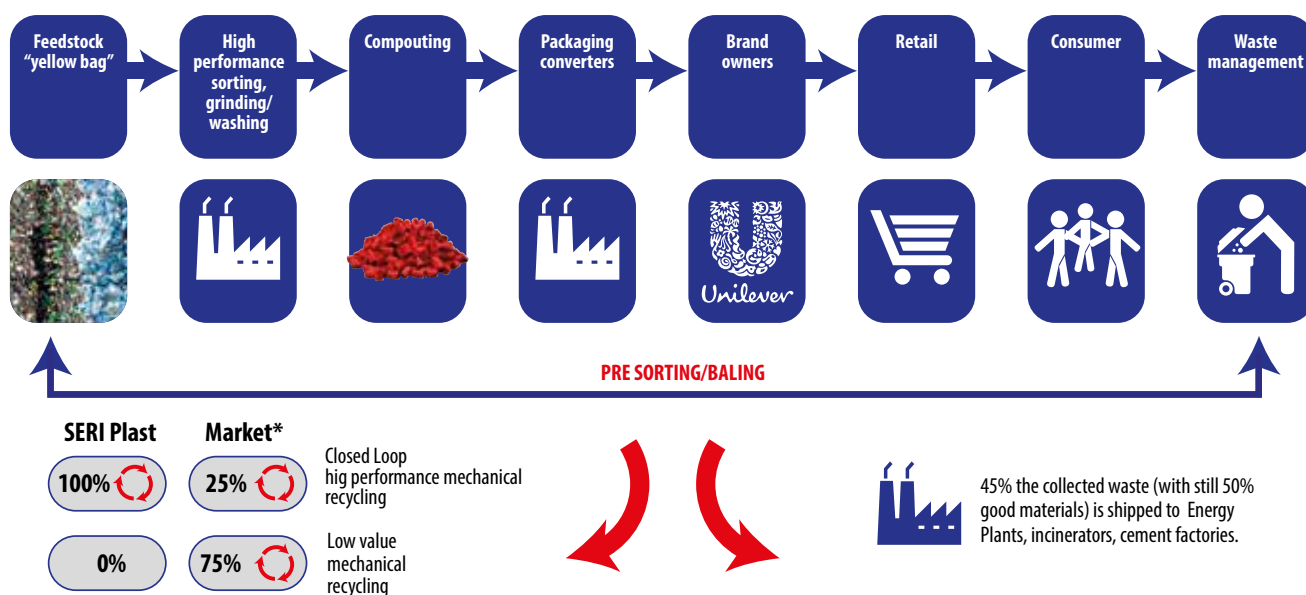 Feedstock
“yellow bag”
High
performance
sorting,
grinding/
washing
Compouting
Packaging
converters
Brand
owners
Retail
Consumer
Waste
management
Unilever
PRE SORTING/BALING
SERI Plast
Market*
100%
25%
Closed Loop
hig performance mechanical
recycling
0%
75%
Low value
mechanical
recycling
45% the collected waste (with still 50%
good materials) is shipped to Energy
Plants, incinerators, cement factories.